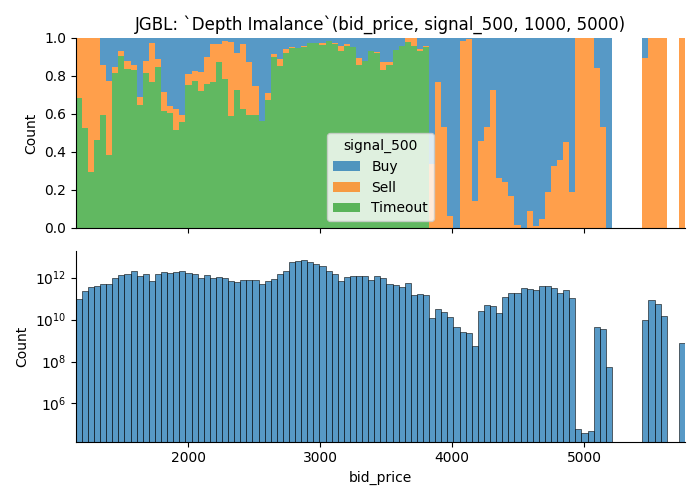 JGBL: `Depth Imalance`(bid_price, signal_500, 1000, 5000)
1.0
0.8
0.6
0.4
0.2
0.0
Count
signal_500
Buy
Sell
Timeout
10¹²
10¹⁰
10⁸
10⁶
Count
2000 3000 4000 5000
bid_price